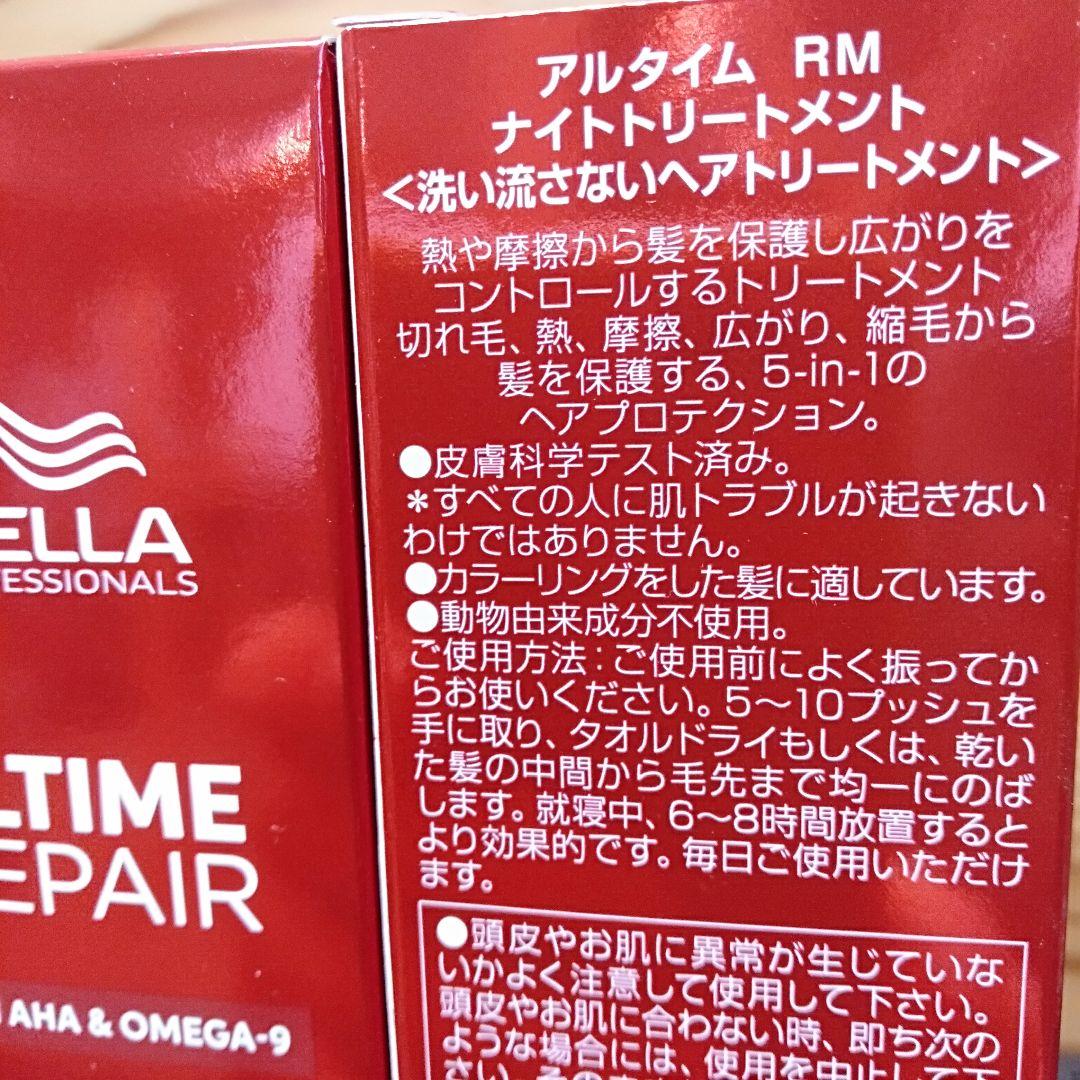 ELLA
FESSIONALS
LTIME
EPAIR
AHA & OMEGA-9
アルタイム RM
ナイトトリートメント
<洗い流さないヘアトリートメント>
熱や摩擦から髪を保護し広がりを
コントロールするトリートメント
切れ毛、熱、摩擦、広がり、縮毛から
髪を保護する、5-in-1の
ヘアプロテクション。
●皮膚科学テスト済み。
*すべての人に肌トラブルが起きない
わけではありません。
●カラーリングをした髪に適しています。
●動物由来成分不使用。
ご使用方法:ご使用前によく振ってか
らお使いください。5〜10プッシュを
手に取り、タオルドライもしくは、乾い
た髪の中間から毛先まで均一にのば
します。就寝中、6〜8時間放置すると
より効果的です。毎日ご使用いただけ
ます。
●頭皮やお肌に異常が生じていな
いかよく注意して使用して下さい。
頭皮やお肌に合わない時、即ち次の
ような場合には、使用を中止して下
さい。